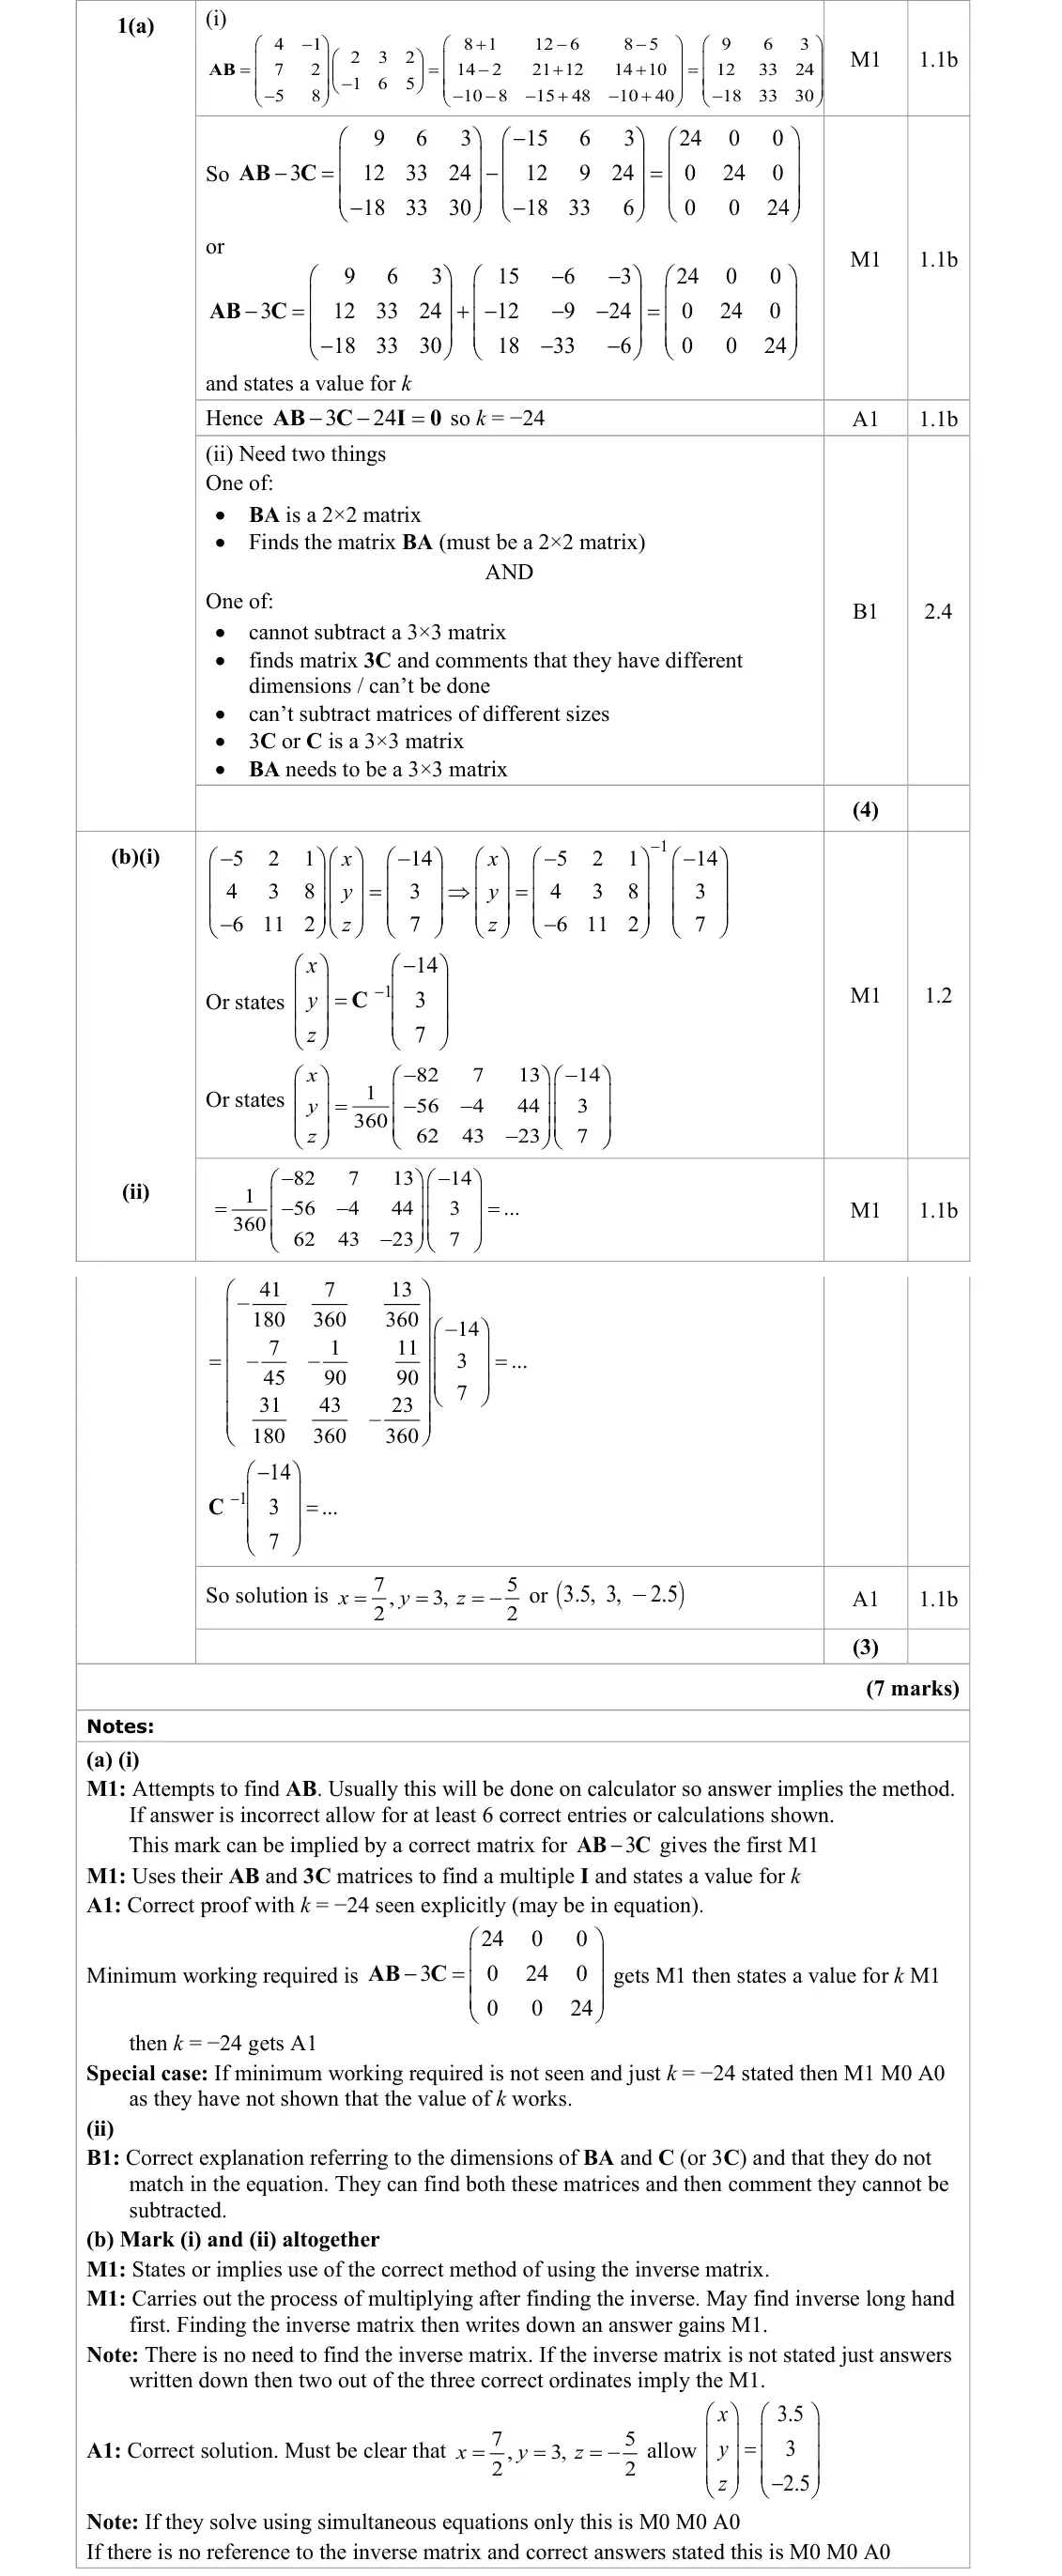 1(a)
(i)
AB = ( 4 −1 ; 7 2 ; −5 8 ) ( 2 3 2 ; −1 6 5 ) = ( 8+1 12−6 8−5 ; 14−2 21+12 14+10 ; −10−8 −15+48 −10+40 ) = ( 9 6 3 ; 12 33 24 ; −18 33 30 )
M1 1.1b
So AB − 3C = ( 9 6 3 ; 12 33 24 ; −18 33 30 ) − ( −15 6 3 ; 12 9 24 ; −18 33 6 ) = ( 24 0 0 ; 0 24 0 ; 0 0 24 )
or
AB − 3C = ( 9 6 3 ; 12 33 24 ; −18 33 30 ) + ( 15 −6 −3 ; −12 −9 −24 ; 18 −33 −6 ) = ( 24 0 0 ; 0 24 0 ; 0 0 24 )
and states a value for k
M1 1.1b
Hence AB − 3C − 24I = 0 so k = −24 A1 1.1b
(ii) Need two things
One of:
• BA is a 2×2 matrix
• Finds the matrix BA (must be a 2×2 matrix)
AND
One of:
• cannot subtract a 3×3 matrix
• finds matrix 3C and comments that they have different
dimensions / can't be done
• can't subtract matrices of different sizes
• 3C or C is a 3×3 matrix
• BA needs to be a 3×3 matrix
B1 2.4
(4)
(b)(i)
( −5 2 1 ; 4 3 8 ; −6 11 2 ) ( x ; y ; z ) = ( −14 ; 3 ; 7 ) ⇒ ( x ; y ; z ) = ( −5 2 1 ; 4 3 8 ; −6 11 2 )⁻¹ ( −14 ; 3 ; 7 )
Or states ( x ; y ; z ) = C⁻¹ ( −14 ; 3 ; 7 )
Or states ( x ; y ; z ) = 1/360 ( −82 7 13 ; −56 −4 44 ; 62 43 −23 ) ( −14 ; 3 ; 7 )
M1 1.2
(ii)
= 1/360 ( −82 7 13 ; −56 −4 44 ; 62 43 −23 ) ( −14 ; 3 ; 7 ) = ...
M1 1.1b
= ( −41/180 7/360 13/360 ; −7/45 −1/90 11/90 ; 31/180 43/360 −23/360 ) ( −14 ; 3 ; 7 ) = ...
C⁻¹ ( −14 ; 3 ; 7 ) = ...
So solution is x = 7/2, y = 3, z = −5/2 or (3.5, 3, −2.5) A1 1.1b
(3)
(7 marks)
Notes:
(a) (i)
M1: Attempts to find AB. Usually this will be done on calculator so answer implies the method.
If answer is incorrect allow for at least 6 correct entries or calculations shown.
This mark can be implied by a correct matrix for AB − 3C gives the first M1
M1: Uses their AB and 3C matrices to find a multiple I and states a value for k
A1: Correct proof with k = −24 seen explicitly (may be in equation).
Minimum working required is AB − 3C = ( 24 0 0 ; 0 24 0 ; 0 0 24 ) gets M1 then states a value for k M1
then k = −24 gets A1
Special case: If minimum working required is not seen and just k = −24 stated then M1 M0 A0
as they have not shown that the value of k works.
(ii)
B1: Correct explanation referring to the dimensions of BA and C (or 3C) and that they do not
match in the equation. They can find both these matrices and then comment they cannot be
subtracted.
(b) Mark (i) and (ii) altogether
M1: States or implies use of the correct method of using the inverse matrix.
M1: Carries out the process of multiplying after finding the inverse. May find inverse long hand
first. Finding the inverse matrix then writes down an answer gains M1.
Note: There is no need to find the inverse matrix. If the inverse matrix is not stated just answers
written down then two out of the three correct ordinates imply the M1.
A1: Correct solution. Must be clear that x = 7/2, y = 3, z = −5/2 allow ( x ; y ; z ) = ( 3.5 ; 3 ; −2.5 )
Note: If they solve using simultaneous equations only this is M0 M0 A0
If there is no reference to the inverse matrix and correct answers stated this is M0 M0 A0